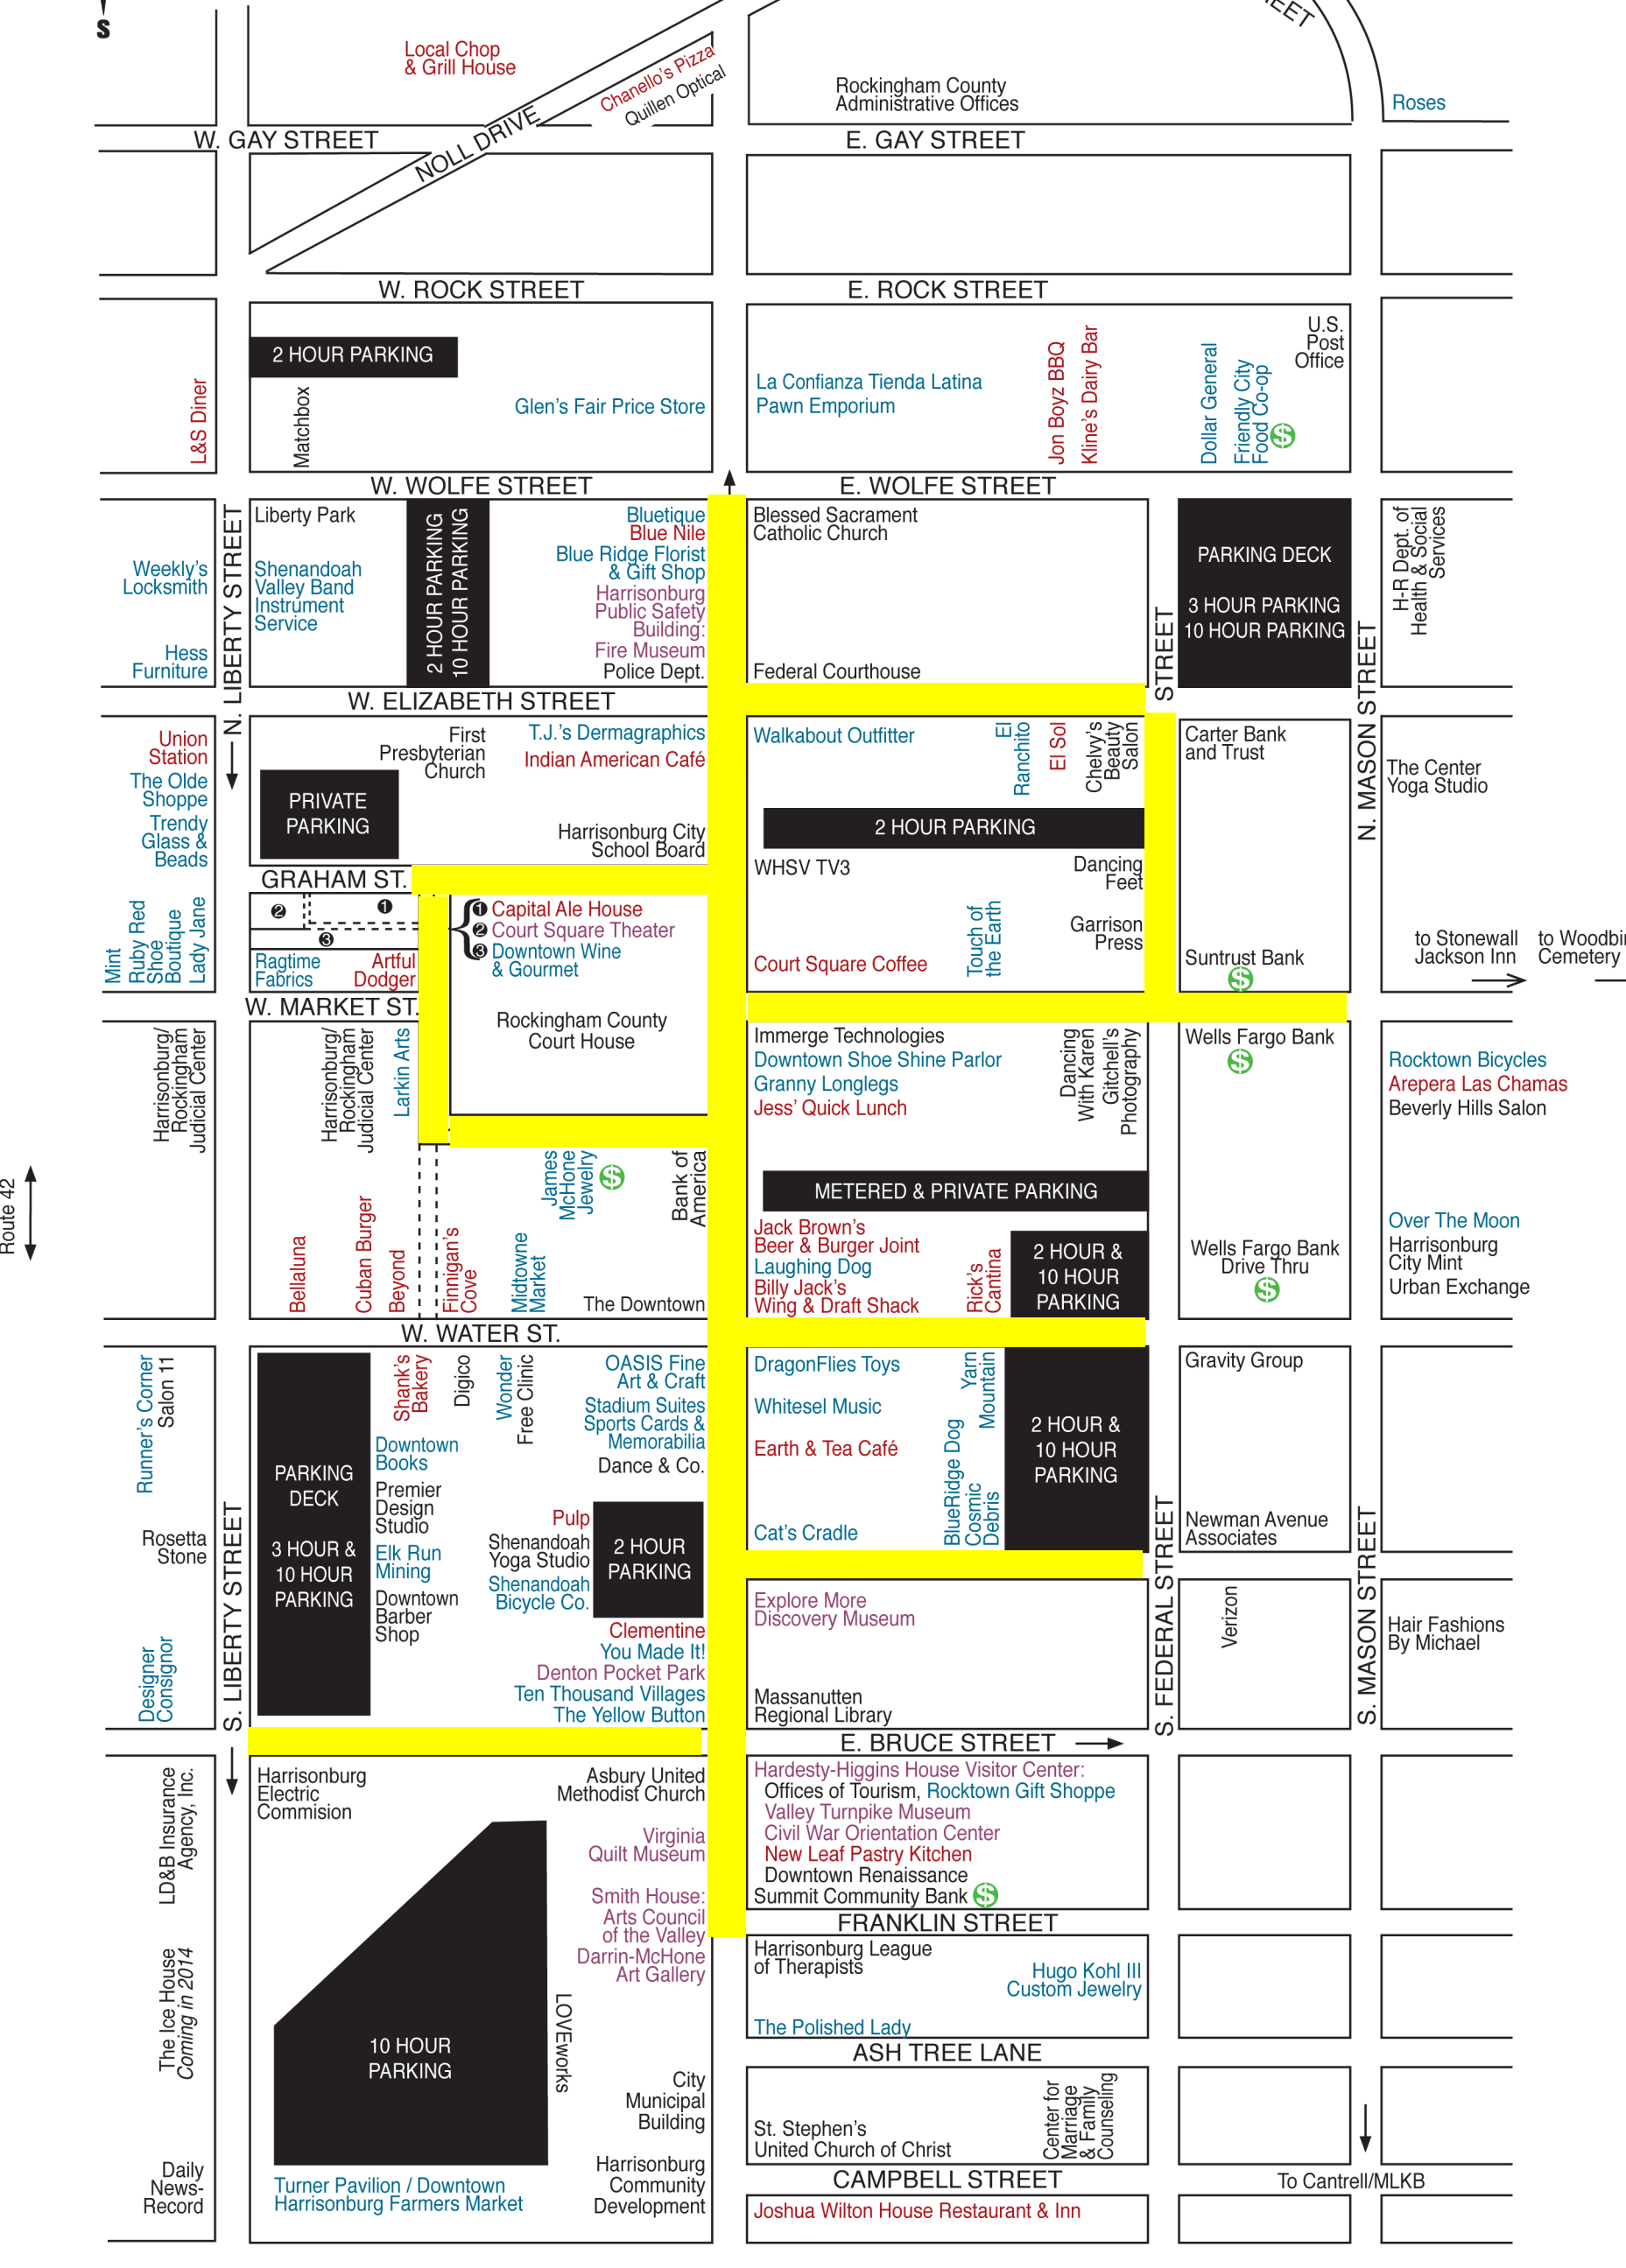 S
Local Chop
& Grill House
Chanello's Pizza
Quillen Optical
NOLL DRIVE
EET
Rockingham County
Administrative Offices
Roses
W. GAY STREET
E. GAY STREET
W. ROCK STREET
E. ROCK STREET
L&S Diner
2 HOUR PARKING
Matchbox
Glen's Fair Price Store
La Confianza Tienda Latina
Pawn Emporium
Jon Boyz BBQ
Kline's Dairy Bar
Dollar General
Friendly City
Food Co-op
$
U.S.
Post
Office
W. WOLFE STREET
E. WOLFE STREET
Weekly's
Locksmith
Hess
Furniture
N. LIBERTY STREET
Liberty Park
Shenandoah
Valley Band
Instrument
Service
2 HOUR PARKING
10 HOUR PARKING
Bluetique
Blue Nile
Blue Ridge Florist
& Gift Shop
Harrisonburg
Public Safety
Building:
Fire Museum
Police Dept.
Blessed Sacrament
Catholic Church
Federal Courthouse
STREET
PARKING DECK
3 HOUR PARKING
10 HOUR PARKING
N. MASON STREET
H-R Dept. of
Health & Social
Services
W. ELIZABETH STREET
Union
Station
The Olde
Shoppe
Trendy
Glass &
Beads
Mint
Ruby Red
Shoe
Boutique
Lady Jane
First
Presbyterian
Church
PRIVATE
PARKING
T.J.'s Dermagraphics
Indian American Café
Harrisonburg City
School Board
Walkabout Outfitter
El
Ranchito
El Sol
Chelvy's
Beauty
Salon
2 HOUR PARKING
WHSV TV3
Dancing
Feet
Touch of
the Earth
Garrison
Press
Court Square Coffee
Carter Bank
and Trust
Suntrust Bank
$
The Center
Yoga Studio
to Stonewall
Jackson Inn
to Woodbi
Cemetery
GRAHAM ST.
2
1
3
Ragtime
Fabrics
Artful
Dodger
1 Capital Ale House
2 Court Square Theater
3 Downtown Wine
& Gourmet
Rockingham County
Court House
W. MARKET ST.
Harrisonburg/
Rockingham
Judicial Center
Harrisonburg/
Rockingham
Judicial Center
Larkin Arts
Immerge Technologies
Downtown Shoe Shine Parlor
Granny Longlegs
Jess' Quick Lunch
Dancing
With Karen
Gitchell's
Photography
Wells Fargo Bank
$
Rocktown Bicycles
Arepera Las Chamas
Beverly Hills Salon
Route 42
Bellaluna
Cuban Burger
Beyond
Finnigan's
Cove
Midtowne
Market
James
McHone
Jewelry
$
Bank of
America
The Downtown
METERED & PRIVATE PARKING
Jack Brown's
Beer & Burger Joint
Laughing Dog
Billy Jack's
Wing & Draft Shack
Rick's
Cantina
2 HOUR &
10 HOUR
PARKING
Wells Fargo Bank
Drive Thru
$
Over The Moon
Harrisonburg
City Mint
Urban Exchange
W. WATER ST.
Runner's Corner
Salon 11
Rosetta
Stone
Designer
Consignor
S. LIBERTY STREET
PARKING
DECK
3 HOUR &
10 HOUR
PARKING
Shank's
Bakery
Digico
Wonder
Free Clinic
Downtown
Books
Premier
Design
Studio
Elk Run
Mining
Downtown
Barber
Shop
OASIS Fine
Art & Craft
Stadium Suites
Sports Cards &
Memorabilia
Dance & Co.
Pulp
Shenandoah
Yoga Studio
Shenandoah
Bicycle Co.
2 HOUR
PARKING
Clementine
You Made It!
Denton Pocket Park
Ten Thousand Villages
The Yellow Button
DragonFlies Toys
Whitesel Music
Earth & Tea Café
Cat's Cradle
Yarn
Mountain
BlueRidge Dog
Cosmic
Debris
2 HOUR &
10 HOUR
PARKING
Gravity Group
Newman Avenue
Associates
Explore More
Discovery Museum
Massanutten
Regional Library
S. FEDERAL STREET
Verizon
S. MASON STREET
Hair Fashions
By Michael
E. BRUCE STREET
LD&B Insurance
Agency, Inc.
The Ice House
Coming in 2014
Daily
News-
Record
Harrisonburg
Electric
Commision
Asbury United
Methodist Church
Virginia
Quilt Museum
Smith House:
Arts Council
of the Valley
Darrin-McHone
Art Gallery
10 HOUR
PARKING
LOVEworks
City
Municipal
Building
Harrisonburg
Community
Development
Turner Pavilion / Downtown
Harrisonburg Farmers Market
Hardesty-Higgins House Visitor Center:
Offices of Tourism, Rocktown Gift Shoppe
Valley Turnpike Museum
Civil War Orientation Center
New Leaf Pastry Kitchen
Downtown Renaissance
Summit Community Bank $
FRANKLIN STREET
Harrisonburg League
of Therapists
Hugo Kohl III
Custom Jewelry
The Polished Lady
ASH TREE LANE
St. Stephen's
United Church of Christ
Center for
Marriage
& Family
Counseling
CAMPBELL STREET
To Cantrell/MLKB
Joshua Wilton House Restaurant & Inn